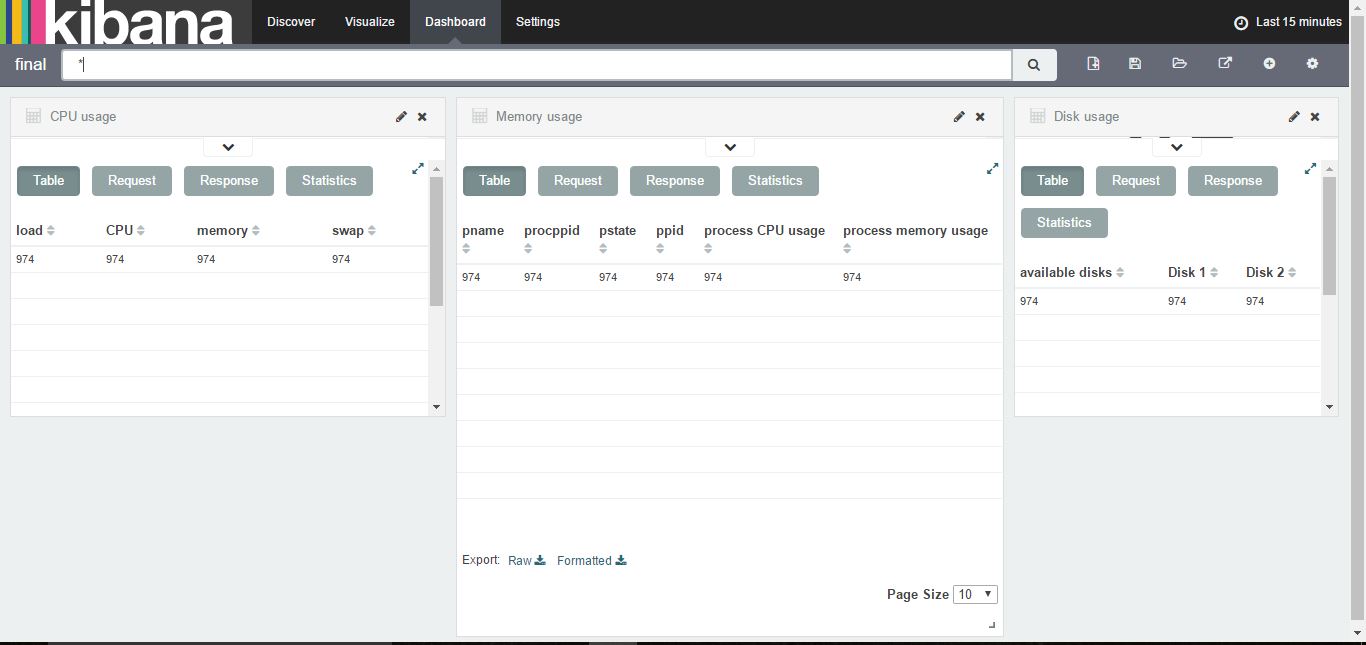 kibana Discover Visualize Dashboard Settings Last 15 minutes
final *
CPU usage
Table Request Response Statistics
load CPU memory swap
974 974 974 974
Memory usage
Table Request Response Statistics
pname procppid pstate ppid process CPU usage process memory usage
974 974 974 974 974 974
Export: Raw Formatted
Page Size 10
Disk usage
Table Request Response
Statistics
available disks Disk 1 Disk 2
974 974 974